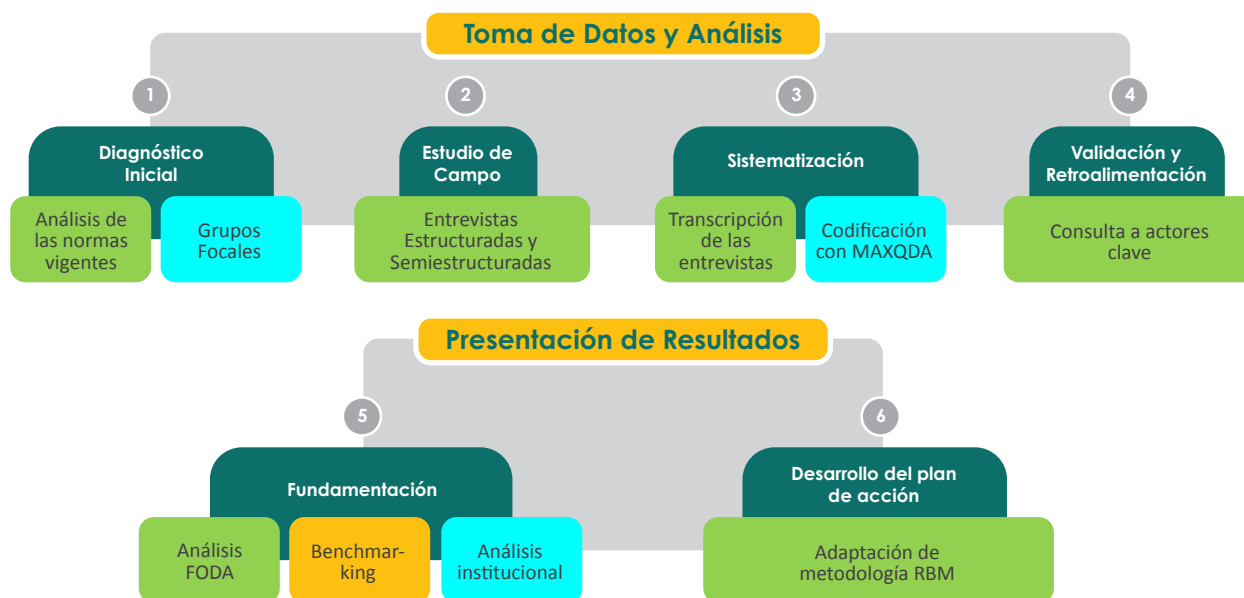 Toma de Datos y Análisis
1
2
3
4
Diagnóstico
Inicial
Análisis de
las normas
vigentes
Grupos
Focales
Estudio de
Campo
Entrevistas
Estructuradas y
Semiestructuradas
Sistematización
Transcripción
de las
entrevistas
Codificación
con MAXQDA
Validación y
Retroalimentación
Consulta a actores
clave
Presentación de Resultados
5
6
Fundamentación
Análisis
FODA
Benchmar-
king
Análisis
institucional
Desarrollo del plan
de acción
Adaptación de
metodología RBM